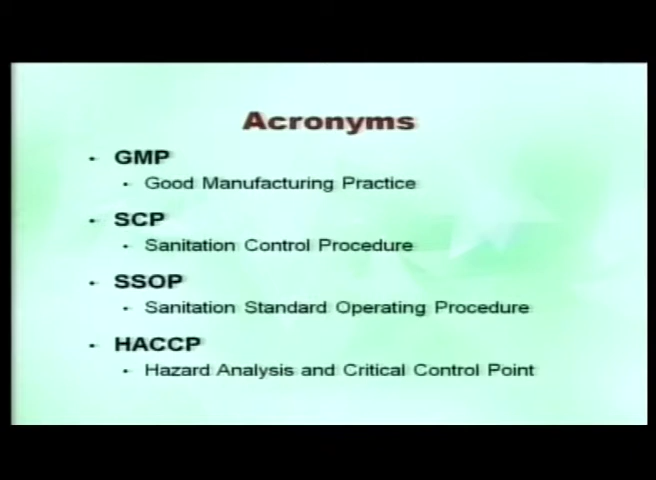 Acronyms
• GMP
• Good Manufacturing Practice
• SCP
• Sanitation Control Procedure
• SSOP
• Sanitation Standard Operating Procedure
• HACCP
• Hazard Analysis and Critical Control Point